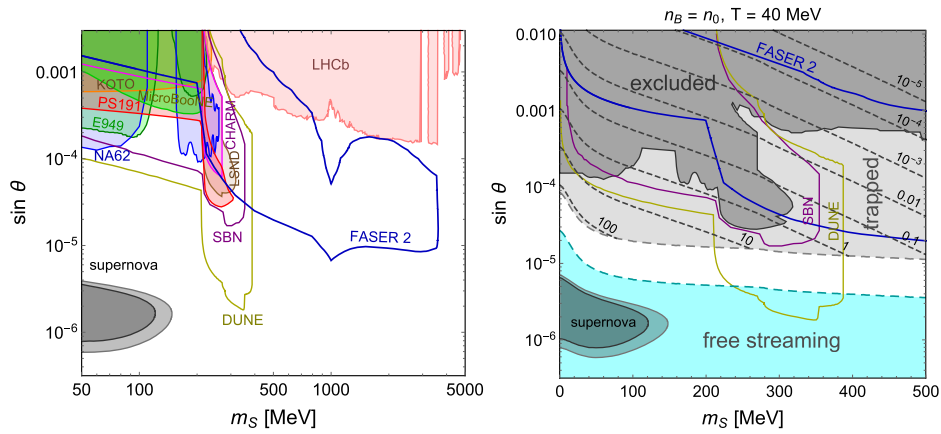 n_B = n_0, T = 40 MeV
0.001
10⁻⁴
10⁻⁵
10⁻⁶
sin θ
LHCb
KOTO
MicroBooNE
PS191
E949
NA62
CHARM
LSND
SBN
FASER 2
DUNE
supernova
50
100
500
1000
5000
m_S [MeV]
0.010
0.001
10⁻⁴
10⁻⁵
10⁻⁶
sin θ
FASER 2
excluded
10⁻⁵
10⁻⁴
10⁻³
0.01
0.1
1
10
100
trapped
SBN
DUNE
supernova
free streaming
0
100
200
300
400
500
m_S [MeV]